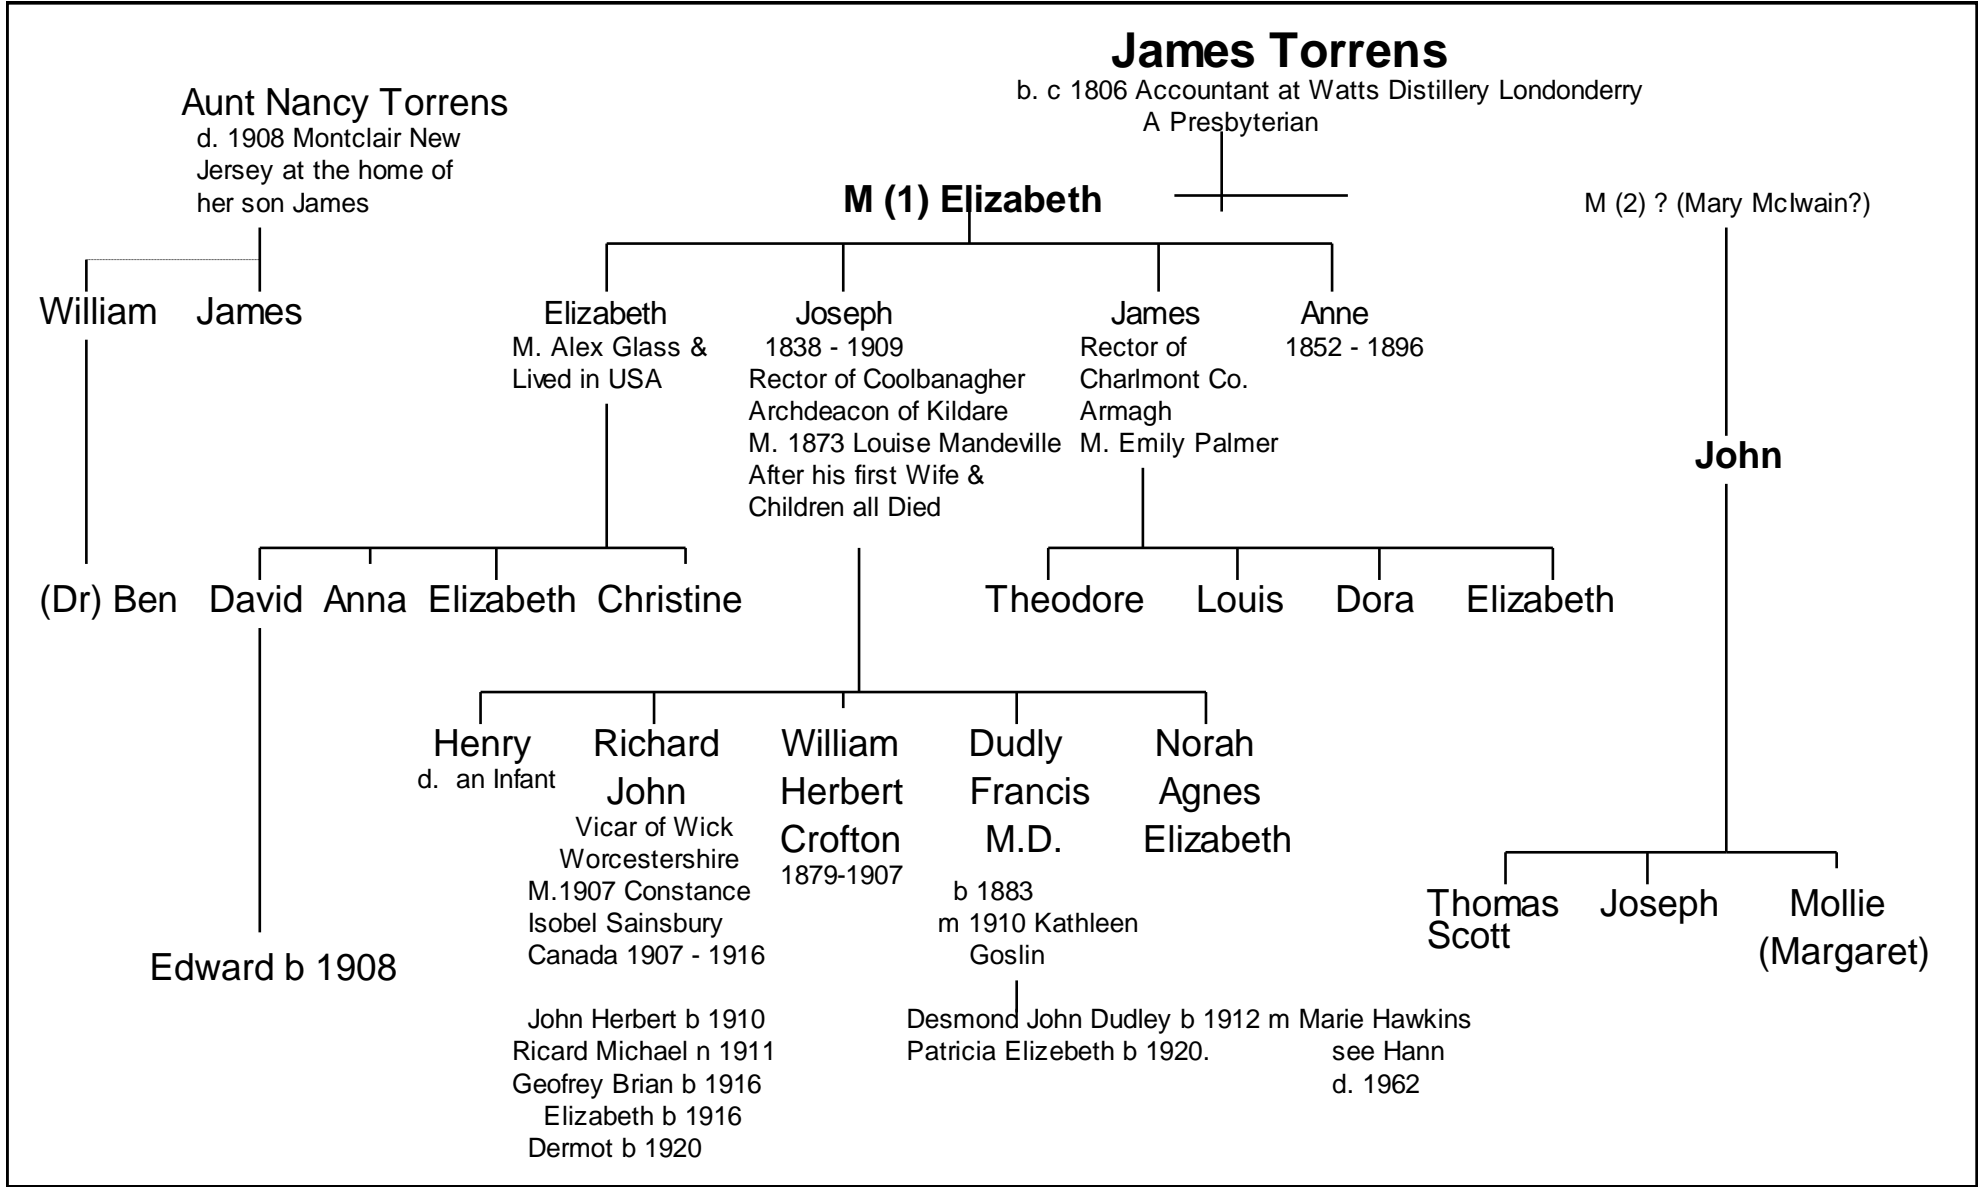 James Torrens
b. c 1806 Accountant at Watts Distillery Londonderry
A Presbyterian
Aunt Nancy Torrens
d. 1908 Montclair New
Jersey at the home of
her son James
M (1) Elizabeth
M (2) ? (Mary McIwain?)
William
James
Elizabeth
M. Alex Glass &
Lived in USA
Joseph
1838 - 1909
Rector of Coolbanagher
Archdeacon of Kildare
M. 1873 Louise Mandeville
After his first Wife &
Children all Died
James
Rector of
Charlmont Co.
Armagh
M. Emily Palmer
Anne
1852 - 1896
John
(Dr) Ben
David
Anna
Elizabeth
Christine
Theodore
Louis
Dora
Elizabeth
Henry
d. an Infant
Richard
John
Vicar of Wick
Worcestershire
M.1907 Constance
Isobel Sainsbury
Canada 1907 - 1916
William
Herbert
Crofton
1879-1907
Dudly
Francis
M.D.
b 1883
m 1910 Kathleen
Goslin
Norah
Agnes
Elizabeth
Thomas
Scott
Joseph
Mollie
(Margaret)
Edward b 1908
John Herbert b 1910
Ricard Michael n 1911
Geofrey Brian b 1916
Elizabeth b 1916
Dermot b 1920
Desmond John Dudley b 1912 m Marie Hawkins
Patricia Elizebeth b 1920.
see Hann
d. 1962